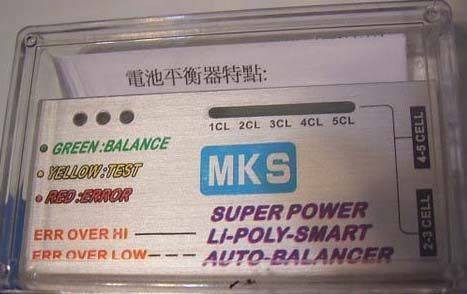 電池平衡器特點:
1CL 2CL 3CL 4CL 5CL
GREEN:BALANCE
YELLOW:TEST
RED:ERROR
MKS
4-5 CELL
2-3 CELL
SUPER POWER
ERR OVER HI
LI-POLY-SMART
ERR OVER LOW
AUTO-BALANCER